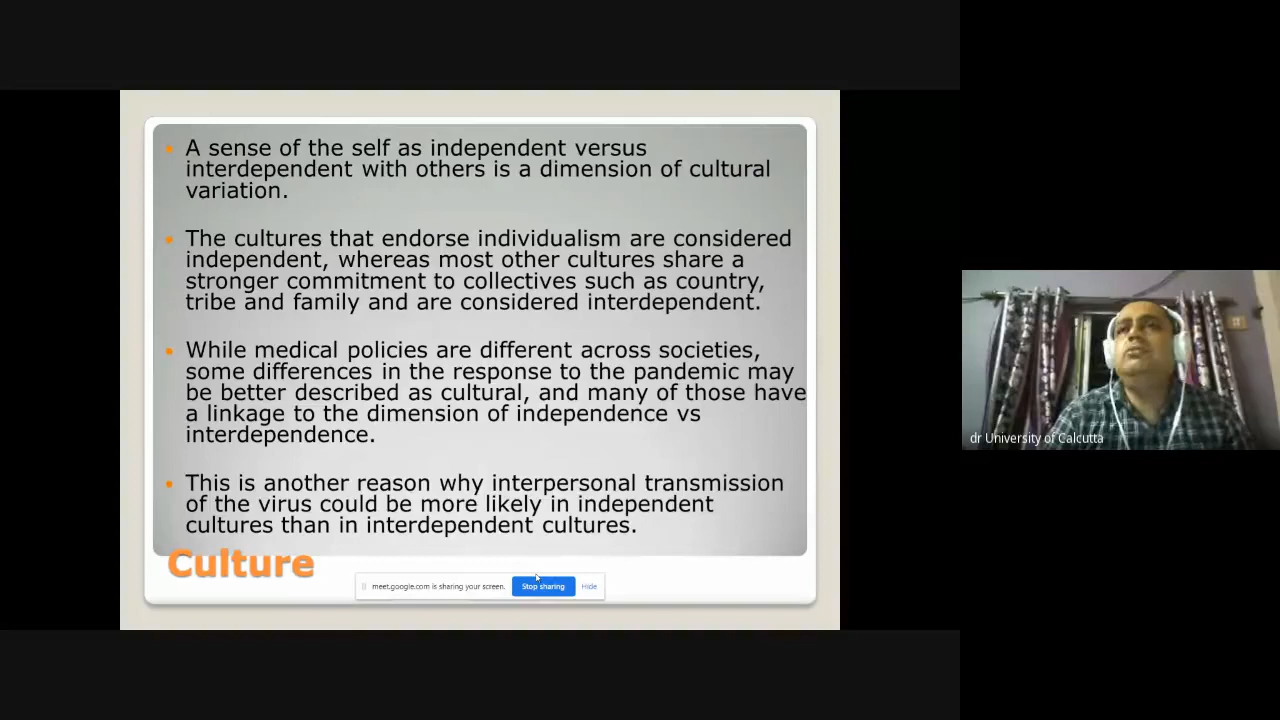 A sense of the self as independent versus
interdependent with others is a dimension of cultural
variation.
The cultures that endorse individualism are considered
independent, whereas most other cultures share a
stronger commitment to collectives such as country,
tribe and family and are considered interdependent.
While medical policies are different across societies,
some differences in the response to the pandemic may
be better described as cultural, and many of those have
a linkage to the dimension of independence vs
interdependence.
This is another reason why interpersonal transmission
of the virus could be more likely in independent
cultures than in interdependent cultures.
Culture
meet.google.com is sharing your screen. Stop sharing Hide
dr University of Calcutta